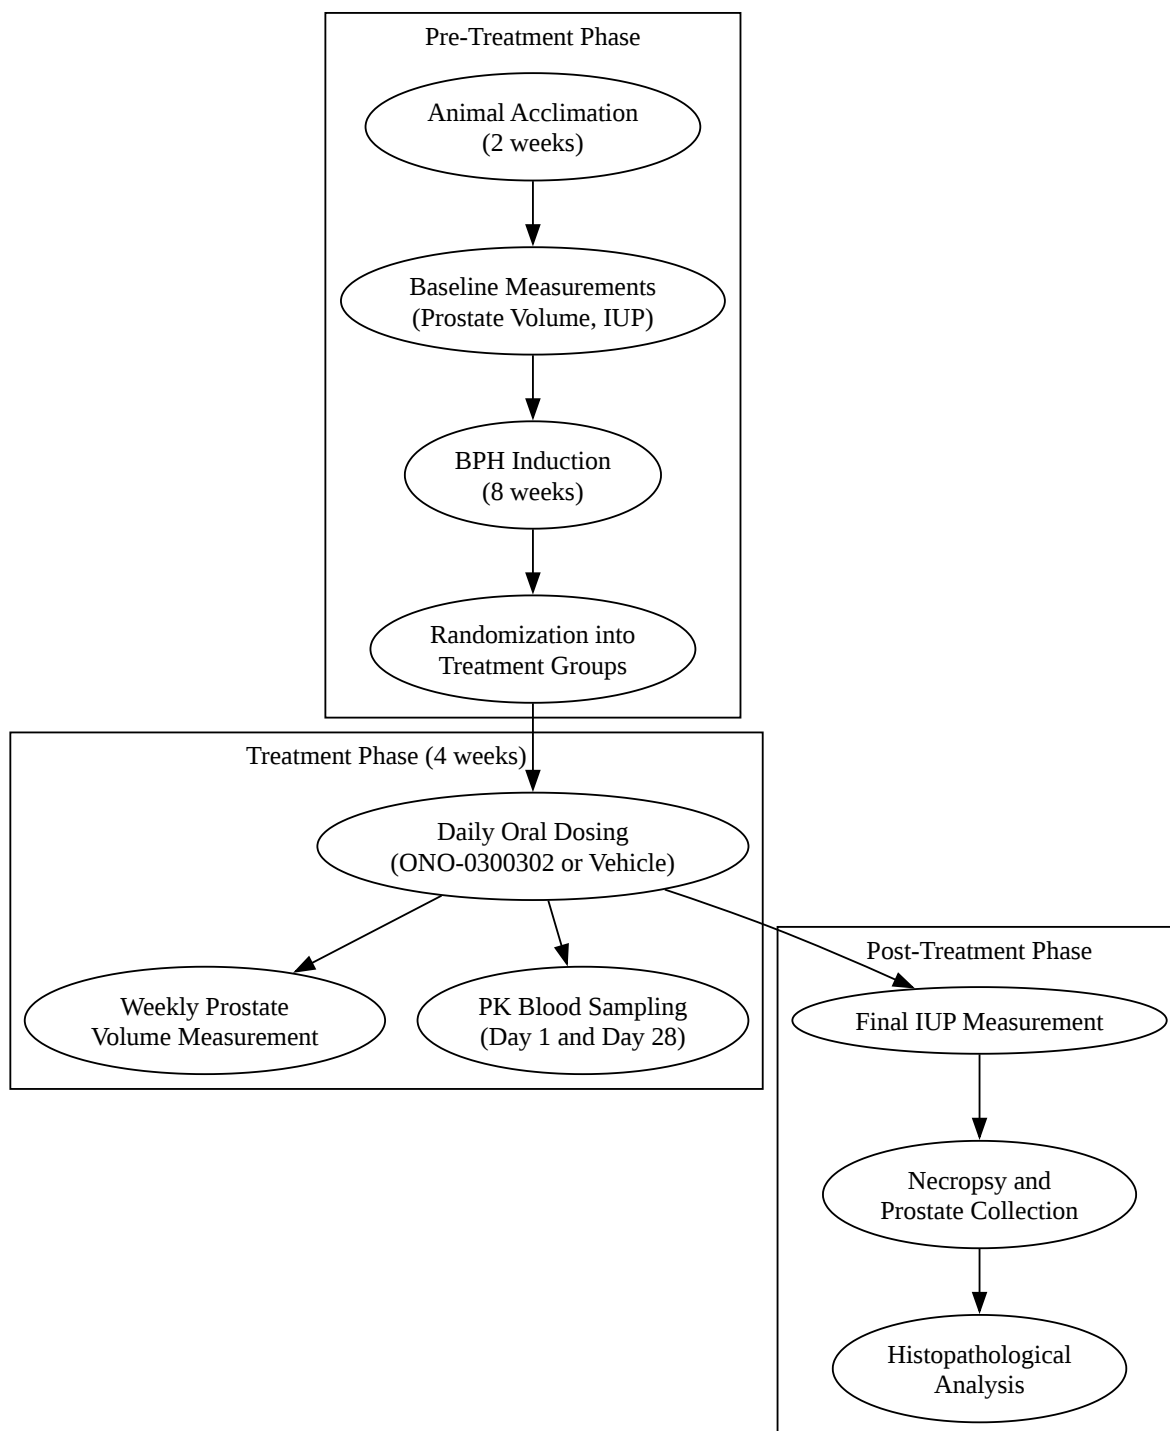 Pre-Treatment Phase
Animal Acclimation
(2 weeks)
Baseline Measurements
(Prostate Volume, IUP)
BPH Induction
(8 weeks)
Randomization into
Treatment Groups
Treatment Phase (4 weeks)
Daily Oral Dosing
(ONO-0300302 or Vehicle)
Weekly Prostate
Volume Measurement
PK Blood Sampling
(Day 1 and Day 28)
Post-Treatment Phase
Final IUP Measurement
Necropsy and
Prostate Collection
Histopathological
Analysis